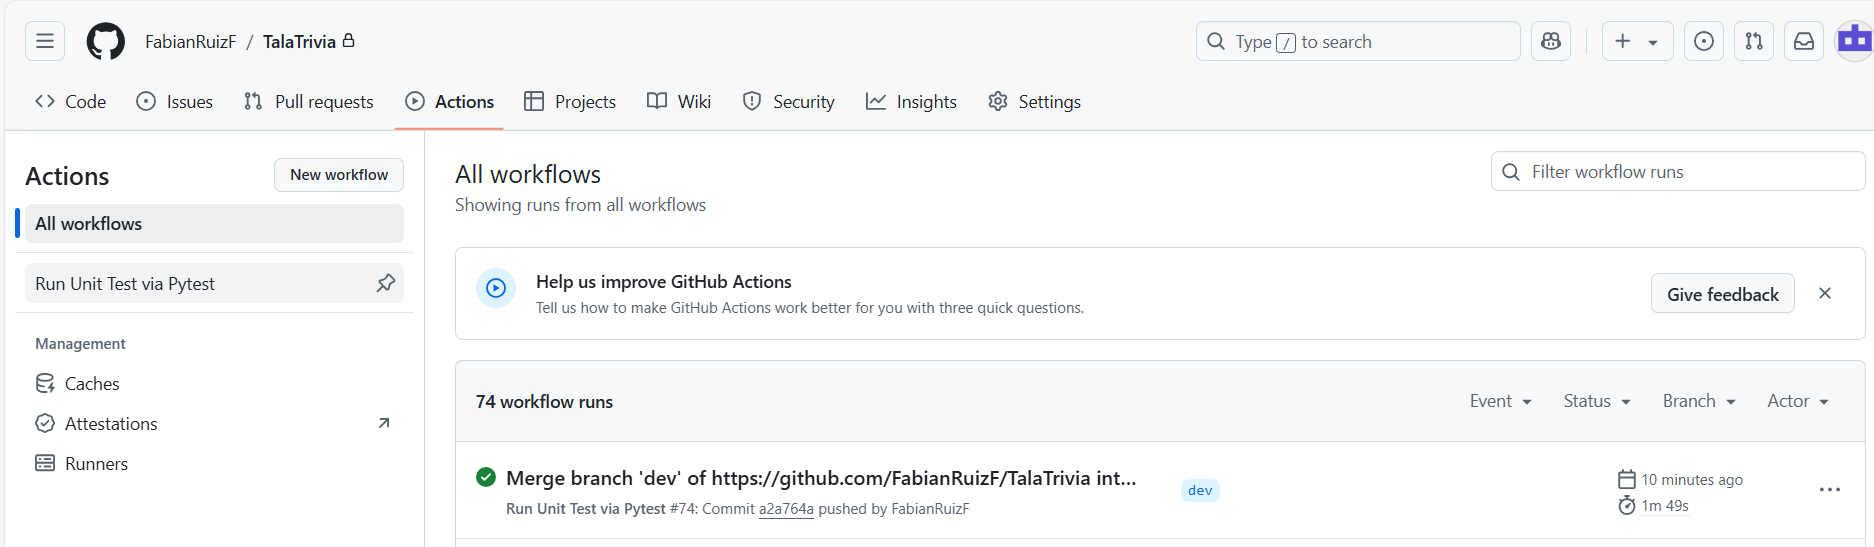 FabianRuizF / TalaTrivia
Type / to search
Code
Issues
Pull requests
Actions
Projects
Wiki
Security
Insights
Settings
Actions
New workflow
All workflows
Run Unit Test via Pytest
Management
Caches
Attestations
Runners
All workflows
Showing runs from all workflows
Filter workflow runs
Help us improve GitHub Actions
Tell us how to make GitHub Actions work better for you with three quick questions.
Give feedback
74 workflow runs
Event
Status
Branch
Actor
Merge branch 'dev' of https://github.com/FabianRuizF/TalaTrivia int...
Run Unit Test via Pytest #74: Commit a2a764a pushed by FabianRuizF
dev
10 minutes ago
1m 49s